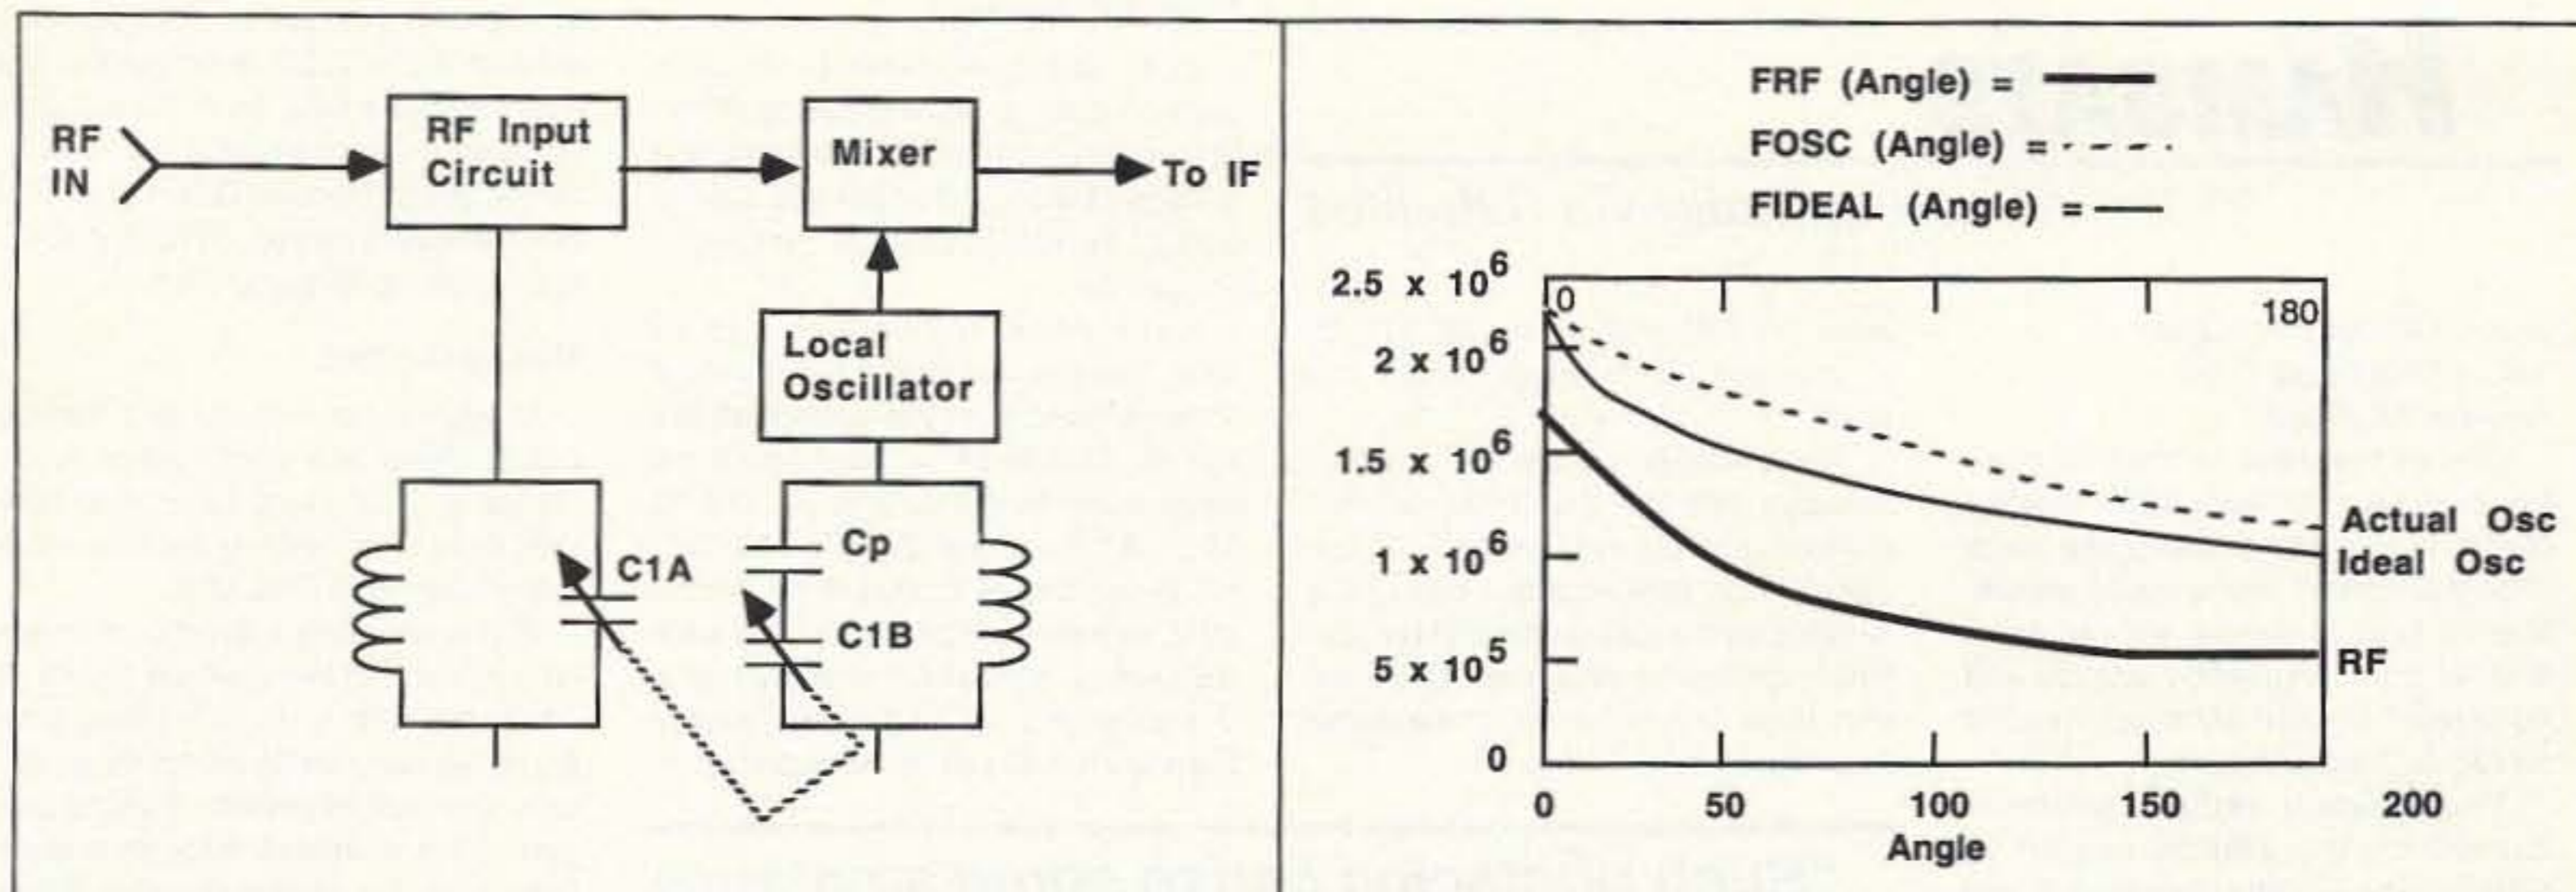 RF
IN
RF Input
Circuit
Mixer
To IF
Local
Oscillator
C1A
Cp
C1B
FRF (Angle) =
FOSC (Angle) =
FIDEAL (Angle) =
2.5 x 10^6
2 x 10^6
1.5 x 10^6
1 x 10^6
5 x 10^5
0
0
180
Actual Osc
Ideal Osc
RF
0
50
100
150
200
Angle